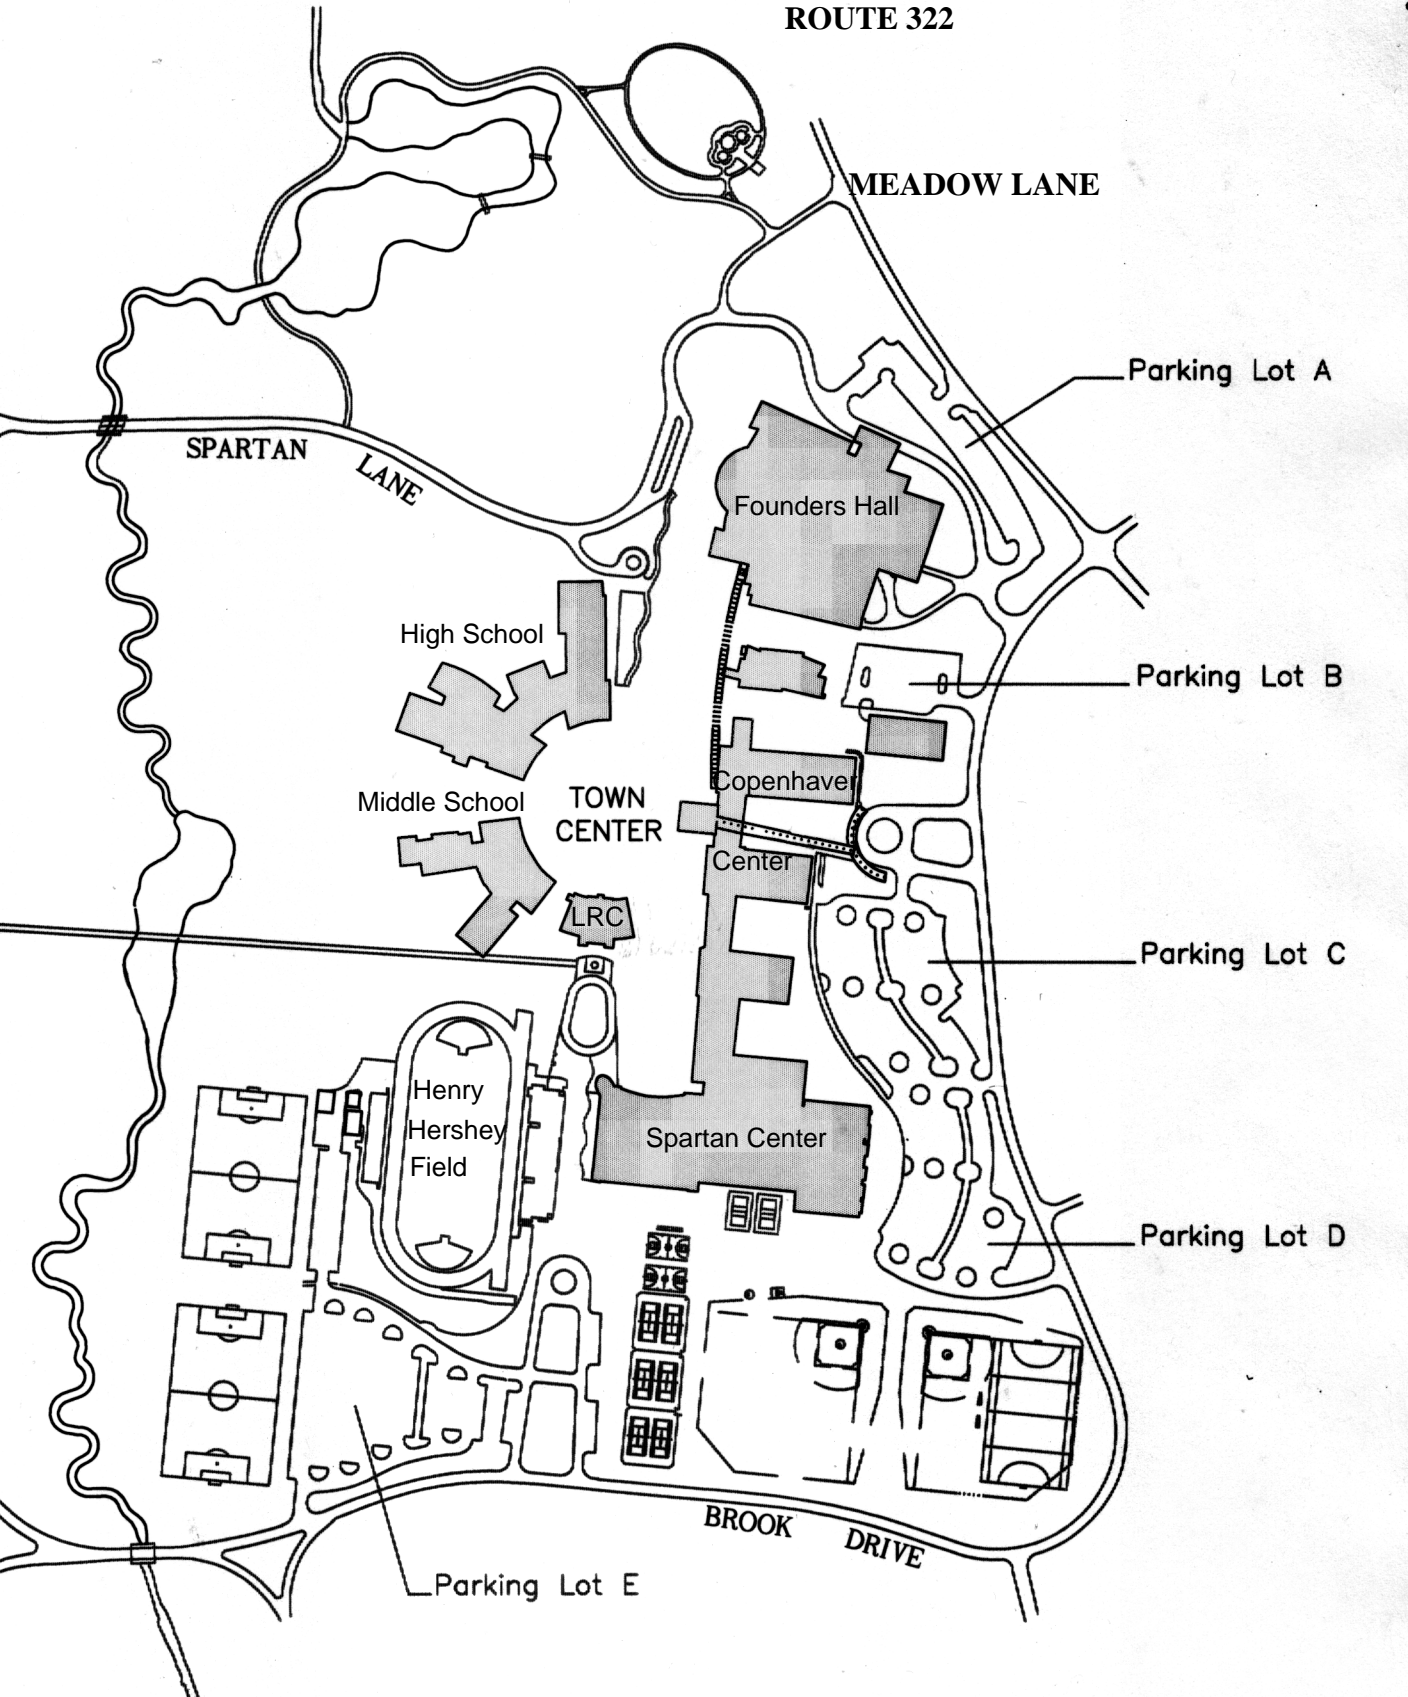 ROUTE 322
MEADOW LANE
Parking Lot A
SPARTAN LANE
Founders Hall
High School
Parking Lot B
Copenhaver
Middle School
TOWN
CENTER
Center
LRC
Parking Lot C
Henry
Hershey
Field
Spartan Center
Parking Lot D
BROOK DRIVE
Parking Lot E